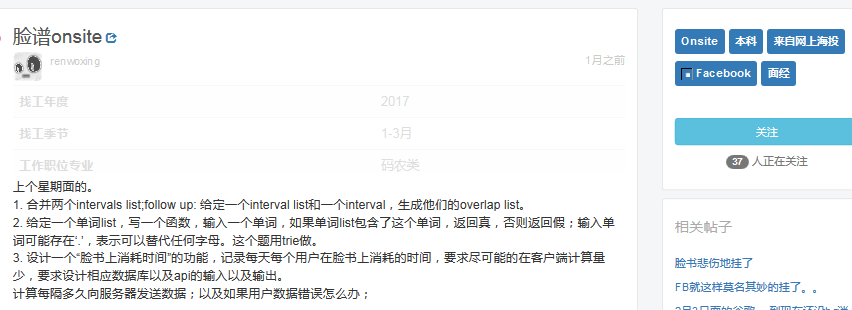 脸谱onsite
renwoxing
1月之前
找工年度 2017
找工季节 1-3月
工作职位专业 码农类
上个星期面的。
1. 合并两个intervals list;follow up: 给定一个interval list和一个interval，生成他们的overlap list。
2. 给定一个单词list，写一个函数，输入一个单词，如果单词list包含了这个单词，返回真，否则返回假；输入单
词可能存在‘.’，表示可以替代任何字母。这个题用trie做。
3. 设计一个“脸书上消耗时间”的功能，记录每天每个用户在脸书上消耗的时间，要求尽可能的在客户端计算量
少，要求设计相应数据库以及api的输入以及输出。
计算每隔多久向服务器发送数据；以及如果用户数据错误怎么办；
Onsite 本科 来自网上海投
Facebook 面经
关注
37 人正在关注
相关帖子
脸书悲伤地挂了
FB就这样莫名其妙的挂了。。